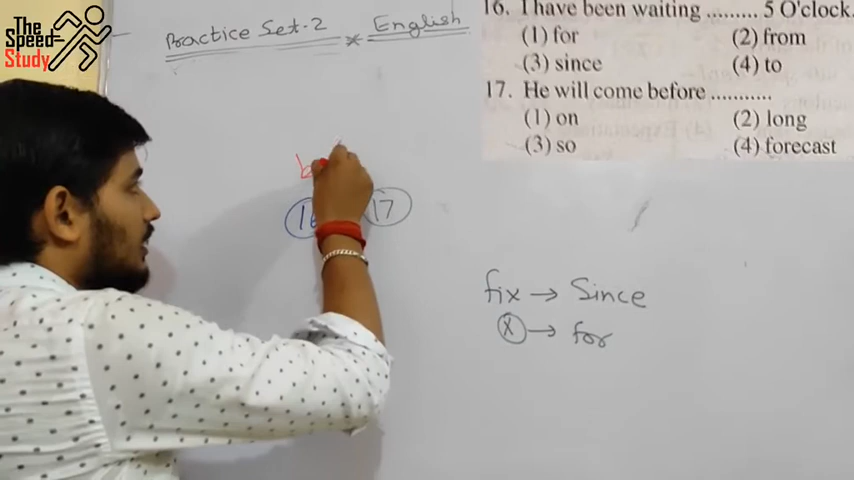 The
Speed
Study
Practice Set-2 * English
16. I have been waiting ......... 5 O'clock.
(1) for (2) from
(3) since (4) to
17. He will come before ...........
(1) on (2) long
(3) so (4) forecast
b
16 17
fix → Since
(X) → for